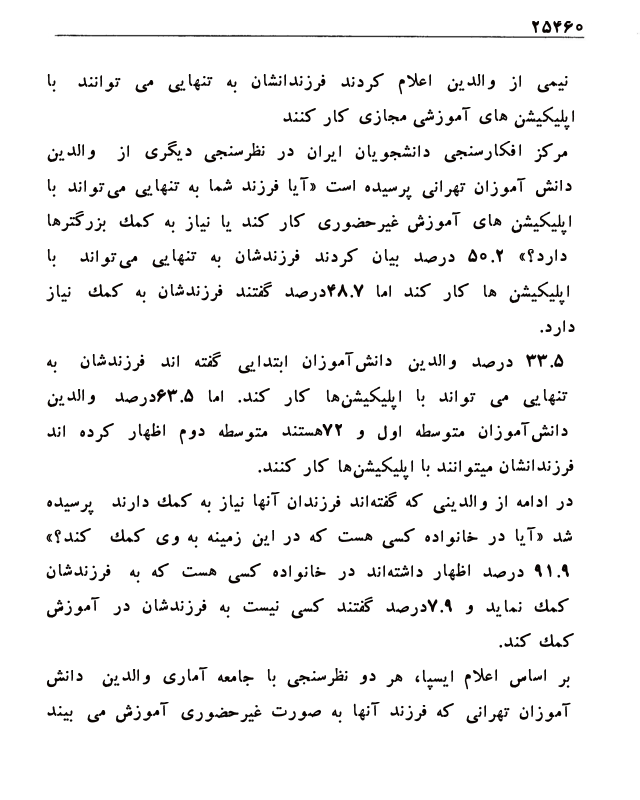 ۲۵۴۶۰
نیمی از والدین اعلام کردند فرزندانشان به تنهایی می توانند با
اپلیکیشن های آموزشی مجازی کار کنند
مرکز افکارسنجی دانشجویان ایران در نظرسنجی دیگری از والدین
دانش آموزان تهرانی پرسیده است «آیا فرزند شما به تنهایی می‌تواند با
اپلیکیشن های آموزش غیرحضوری کار کند یا نیاز به کمك بزرگترها
دارد؟» ۵۰.۲ درصد بیان کردند فرزندشان به تنهایی می‌تواند با
اپلیکیشن ها کار کند اما ۴۸.۷درصد گفتند فرزندشان به کمك نیاز
دارد.
۳۳.۵ درصد والدین دانش‌آموزان ابتدایی گفته اند فرزندشان به
تنهایی می تواند با اپلیکیشن‌ها کار کند. اما ۶۳.۵درصد والدین
دانش‌آموزان متوسطه اول و ۷۲هستند متوسطه دوم اظهار کرده اند
فرزندانشان میتوانند با اپلیکیشن‌ها کار کنند.
در ادامه از والدینی که گفته‌اند فرزندان آنها نیاز به کمك دارند پرسیده
شد «آیا در خانواده کسی هست که در این زمینه به وی کمك کند؟»
۹۱.۹ درصد اظهار داشته‌اند در خانواده کسی هست که به فرزندشان
کمك نماید و ۷.۹درصد گفتند کسی نیست به فرزندشان در آموزش
کمك کند.
بر اساس اعلام ایسپا، هر دو نظرسنجی با جامعه آماری والدین دانش
آموزان تهرانی که فرزند آنها به صورت غیرحضوری آموزش می بیند